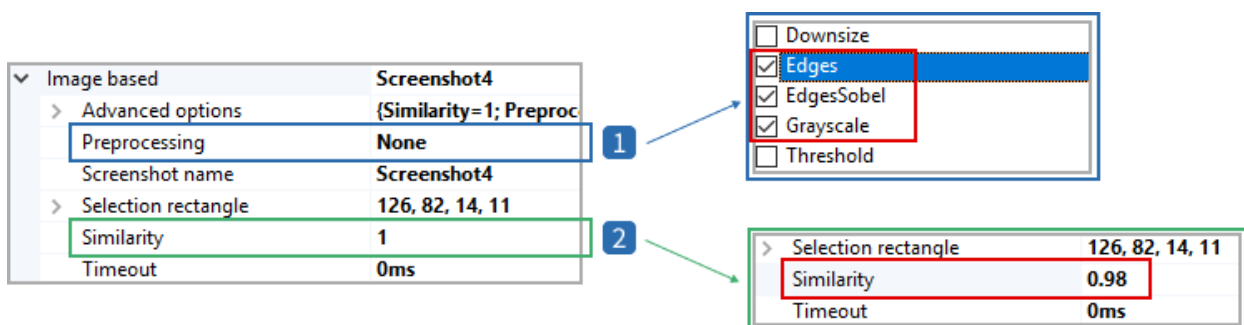 Image based Screenshot4
Advanced options {Similarity=1; Preproc
Preprocessing None
Screenshot name Screenshot4
Selection rectangle 126, 82, 14, 11
Similarity 1
Timeout 0ms
1
2
Downsize
Edges
EdgesSobel
Grayscale
Threshold
Selection rectangle 126, 82, 14, 11
Similarity 0.98
Timeout 0ms